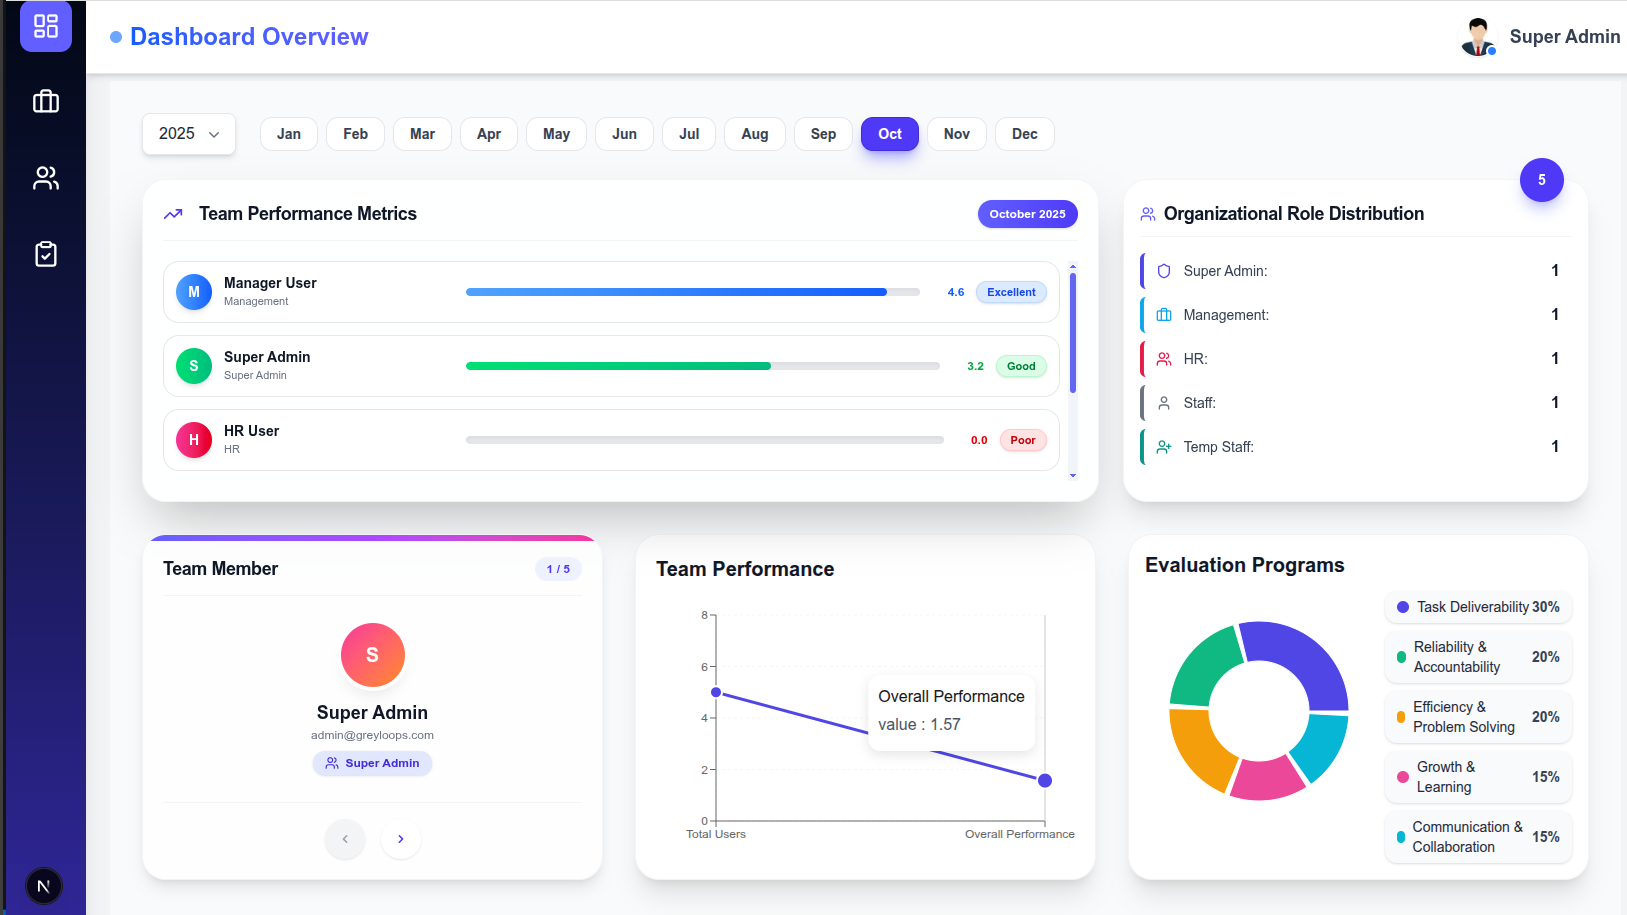 Dashboard Overview
Super Admin
2025
Jan Feb Mar Apr May Jun Jul Aug Sep Oct Nov Dec
Team Performance Metrics
October 2025
M
Manager User
Management
4.6
Excellent
S
Super Admin
Super Admin
3.2
Good
H
HR User
HR
0.0
Poor
5
Organizational Role Distribution
Super Admin: 1
Management: 1
HR: 1
Staff: 1
Temp Staff: 1
Team Member
1 / 5
S
Super Admin
admin@greyloops.com
Super Admin
Team Performance
8
6
4
2
0
Total Users
Overall Performance
Overall Performance
value : 1.57
Evaluation Programs
Task Deliverability 30%
Reliability &
Accountability
20%
Efficiency &
Problem Solving
20%
Growth &
Learning
15%
Communication &
Collaboration
15%
N